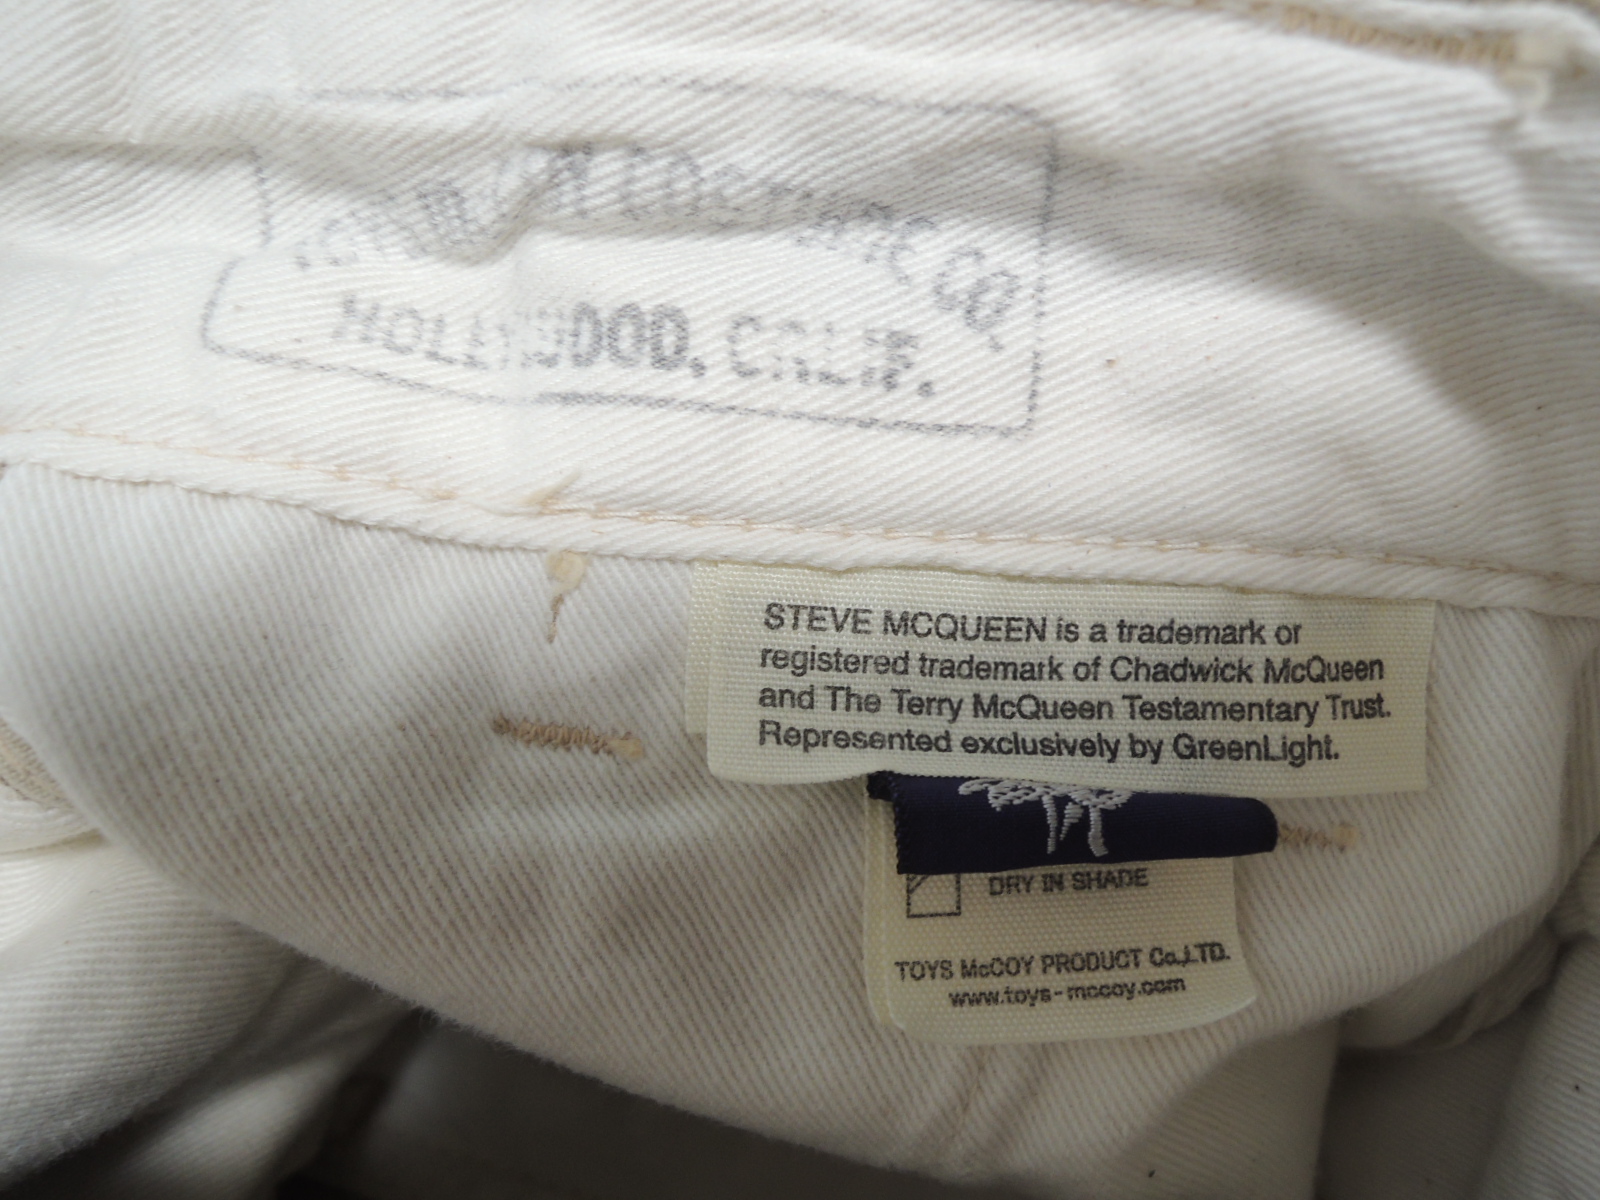 CO.
HOLLYWOOD, CALIF.
STEVE MCQUEEN is a trademark or
registered trademark of Chadwick McQueen
and The Terry McQueen Testamentary Trust.
Represented exclusively by GreenLight.
DRY IN SHADE
TOYS McCOY PRODUCT Co.,LTD.
www.toys-mccoy.com